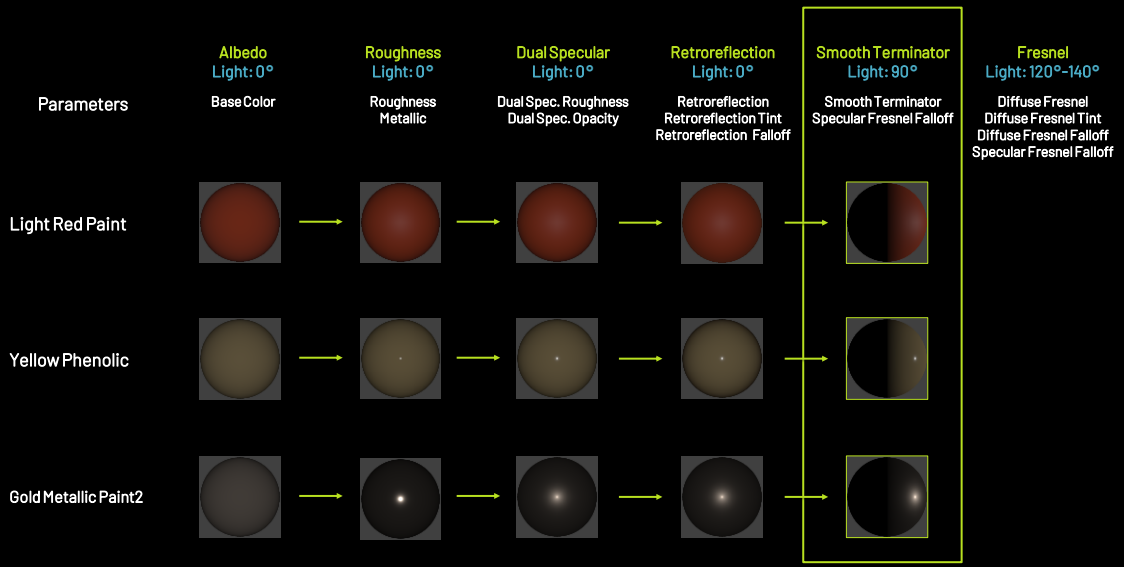 Albedo
Light: 0°
Base Color
Roughness
Light: 0°
Roughness
Metallic
Dual Specular
Light: 0°
Dual Spec. Roughness
Dual Spec. Opacity
Retroreflection
Light: 0°
Retroreflection
Retroreflection Tint
Retroreflection Falloff
Smooth Terminator
Light: 90°
Smooth Terminator
Specular Fresnel Falloff
Fresnel
Light: 120°-140°
Diffuse Fresnel
Diffuse Fresnel Tint
Diffuse Fresnel Falloff
Specular Fresnel Falloff
Parameters
Light Red Paint
Yellow Phenolic
Gold Metallic Paint2